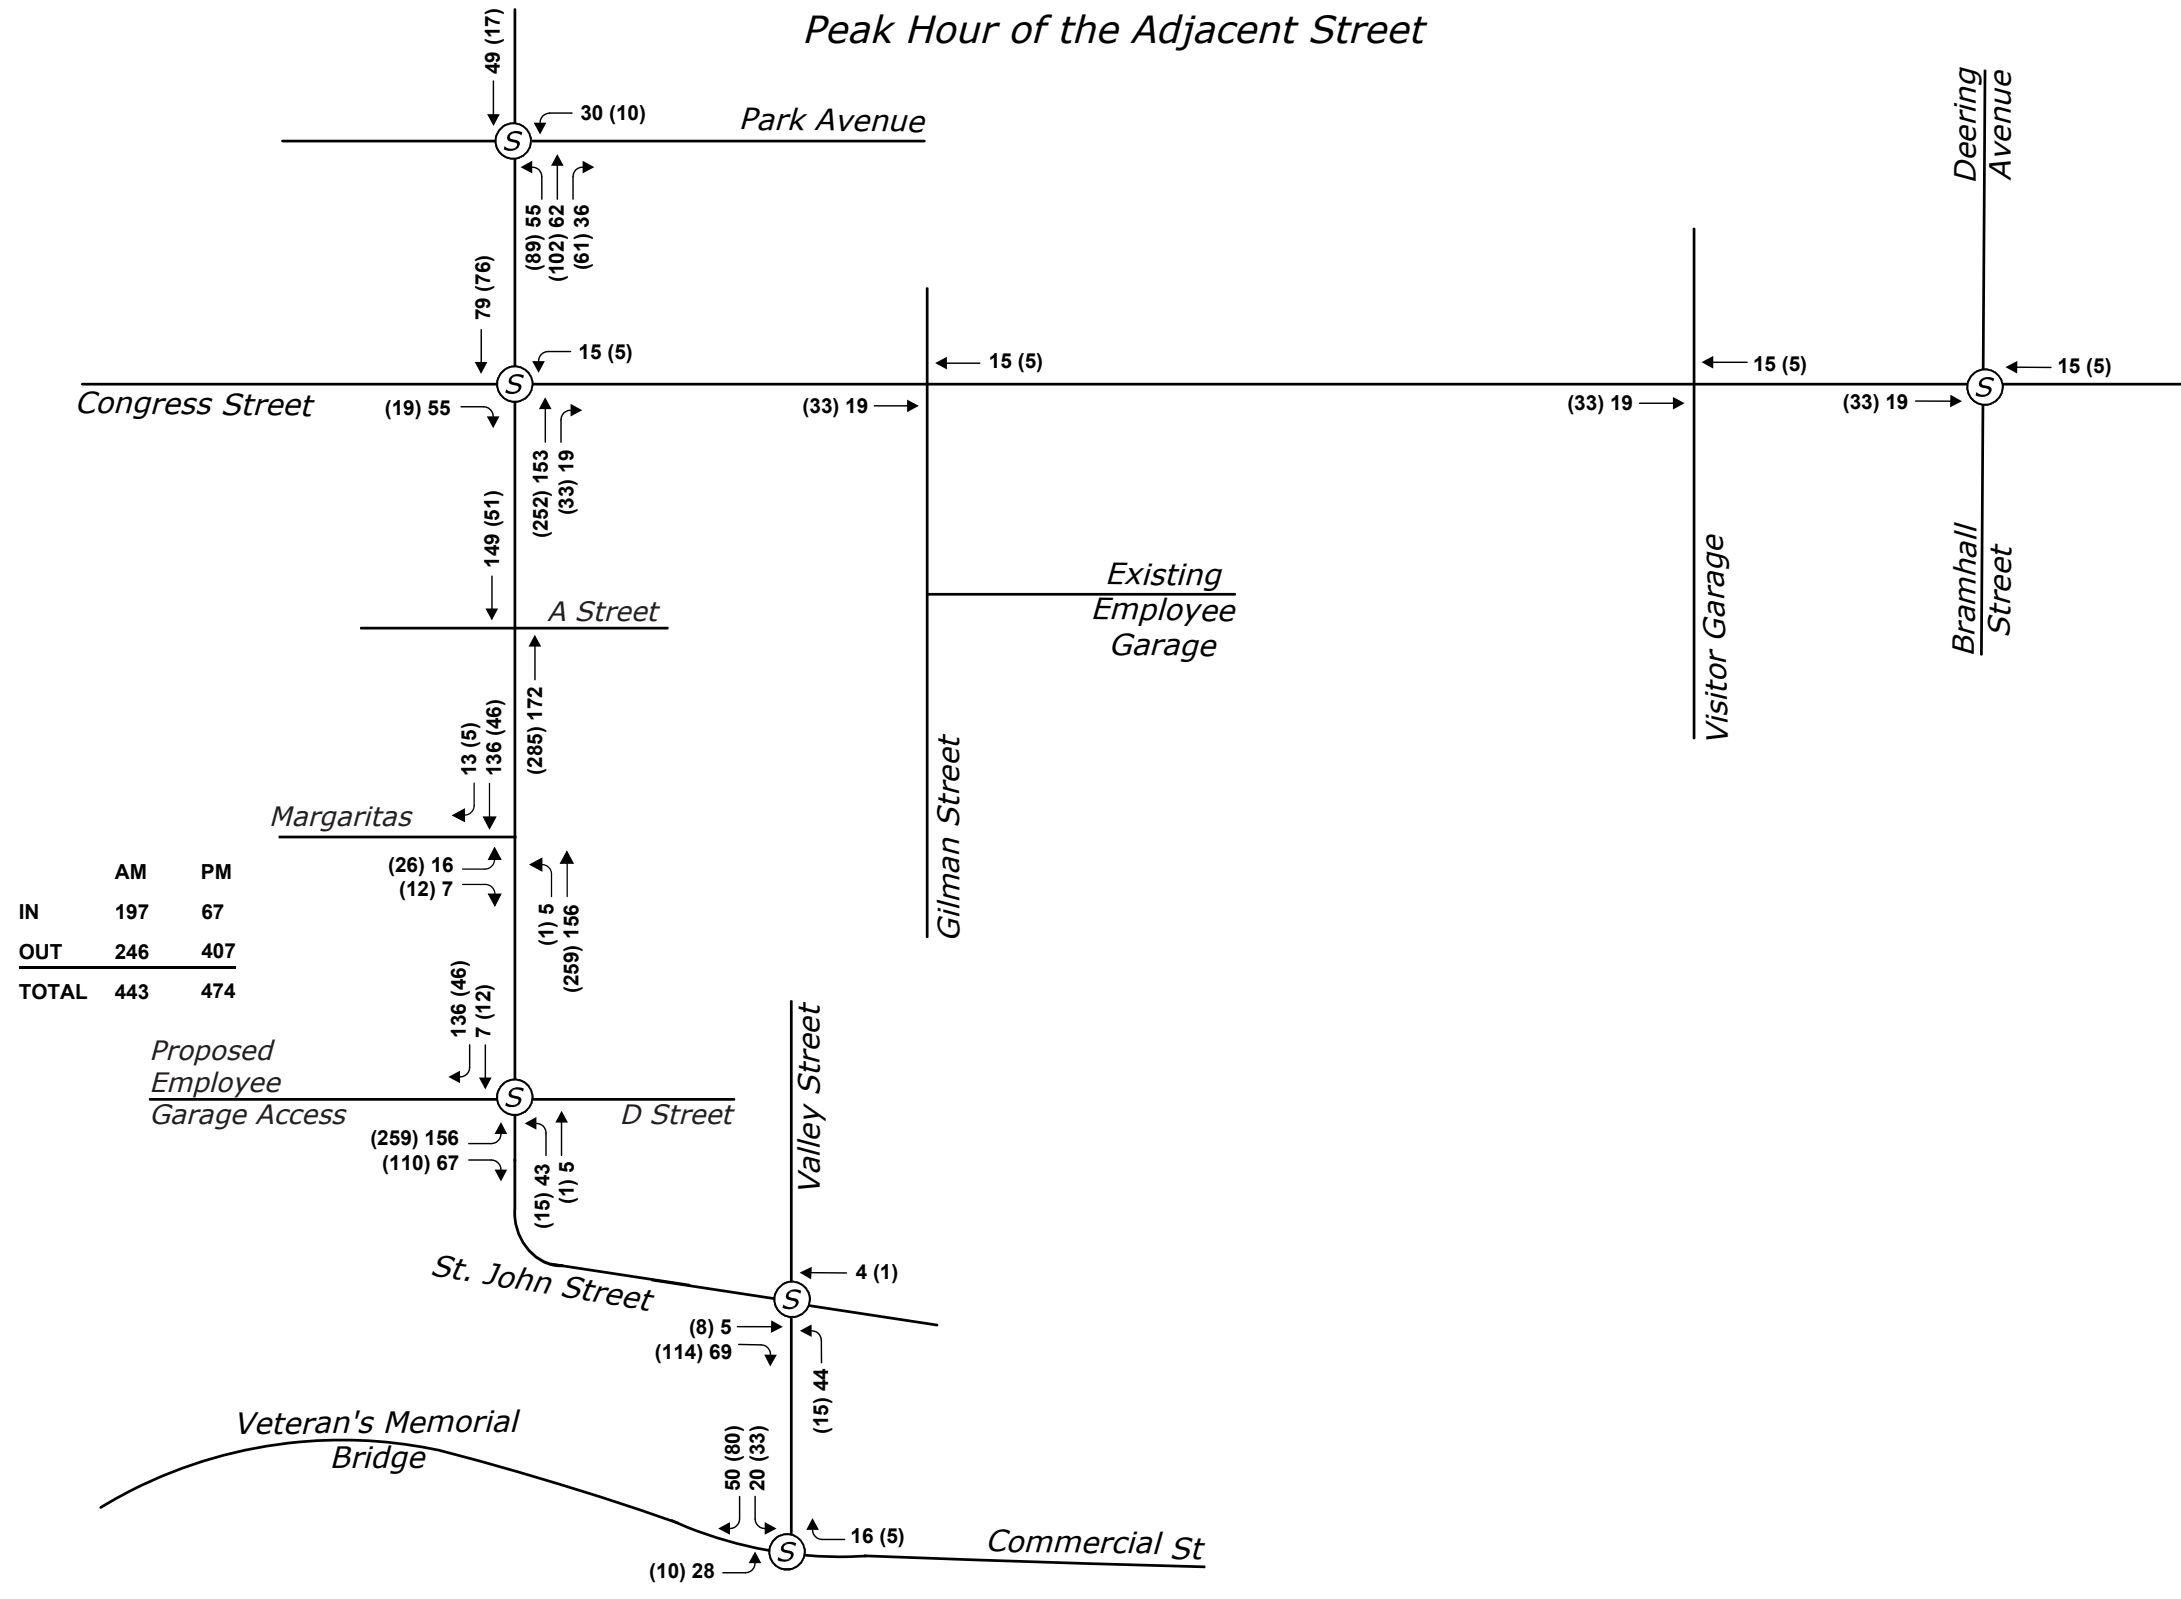 Peak Hour of the Adjacent Street
49 (17)
30 (10)
Park Avenue
S
(89) 55
(102) 62
(61) 36
Deering
Avenue
79 (76)
15 (5)
15 (5)
15 (5)
15 (5)
S
S
Congress Street
(19) 55
(33) 19
(33) 19
(33) 19
(252) 153
(33) 19
149 (51)
A Street
Existing
Employee
Garage
Visitor Garage
Bramhall
Street
(285) 172
13 (5)
136 (46)
Margaritas
(26) 16
(12) 7
(1) 5
(259) 156
Gilman Street
AM PM
IN 197 67
OUT 246 407
TOTAL 443 474
136 (46)
7 (12)
Proposed
Employee
Garage Access
S
D Street
Valley Street
(259) 156
(110) 67
(15) 43
(1) 5
St. John Street
4 (1)
S
(8) 5
(114) 69
(15) 44
Veteran's Memorial
Bridge
50 (80)
20 (33)
16 (5)
S
Commercial St
(10) 28